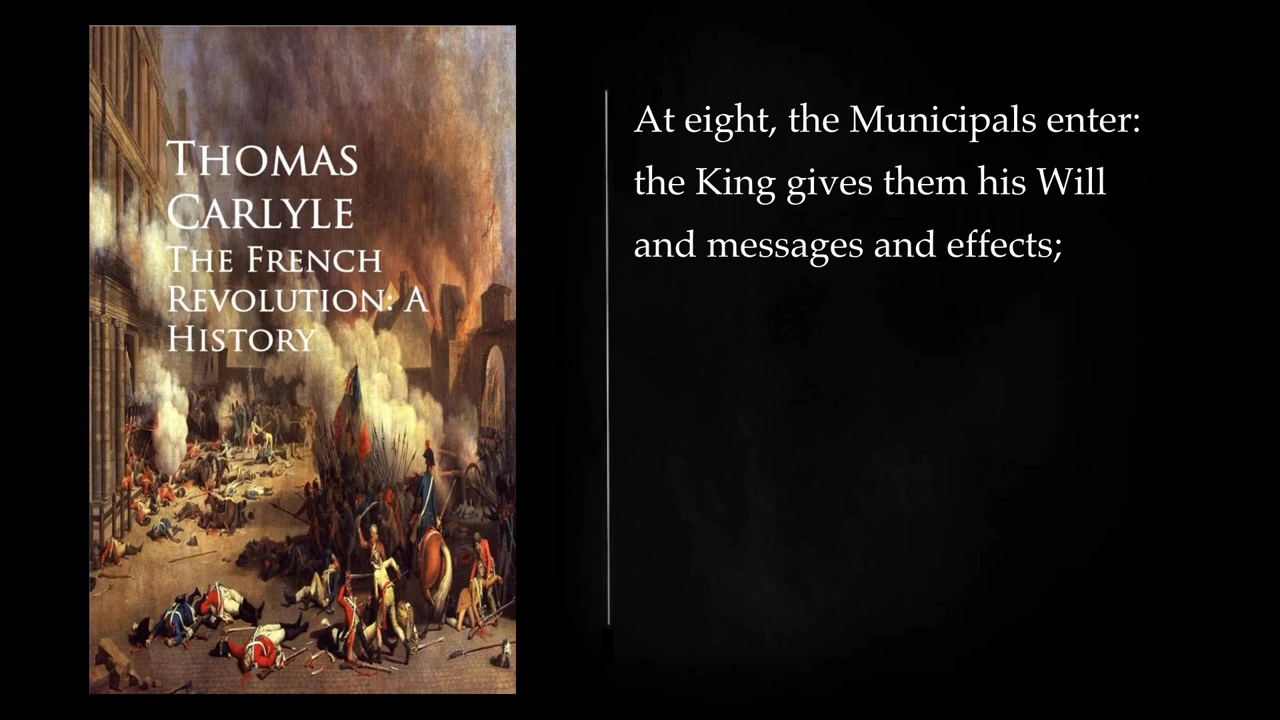 THOMAS
CARLYLE
THE FRENCH
REVOLUTION: A
HISTORY
At eight, the Municipals enter:
the King gives them his Will
and messages and effects;